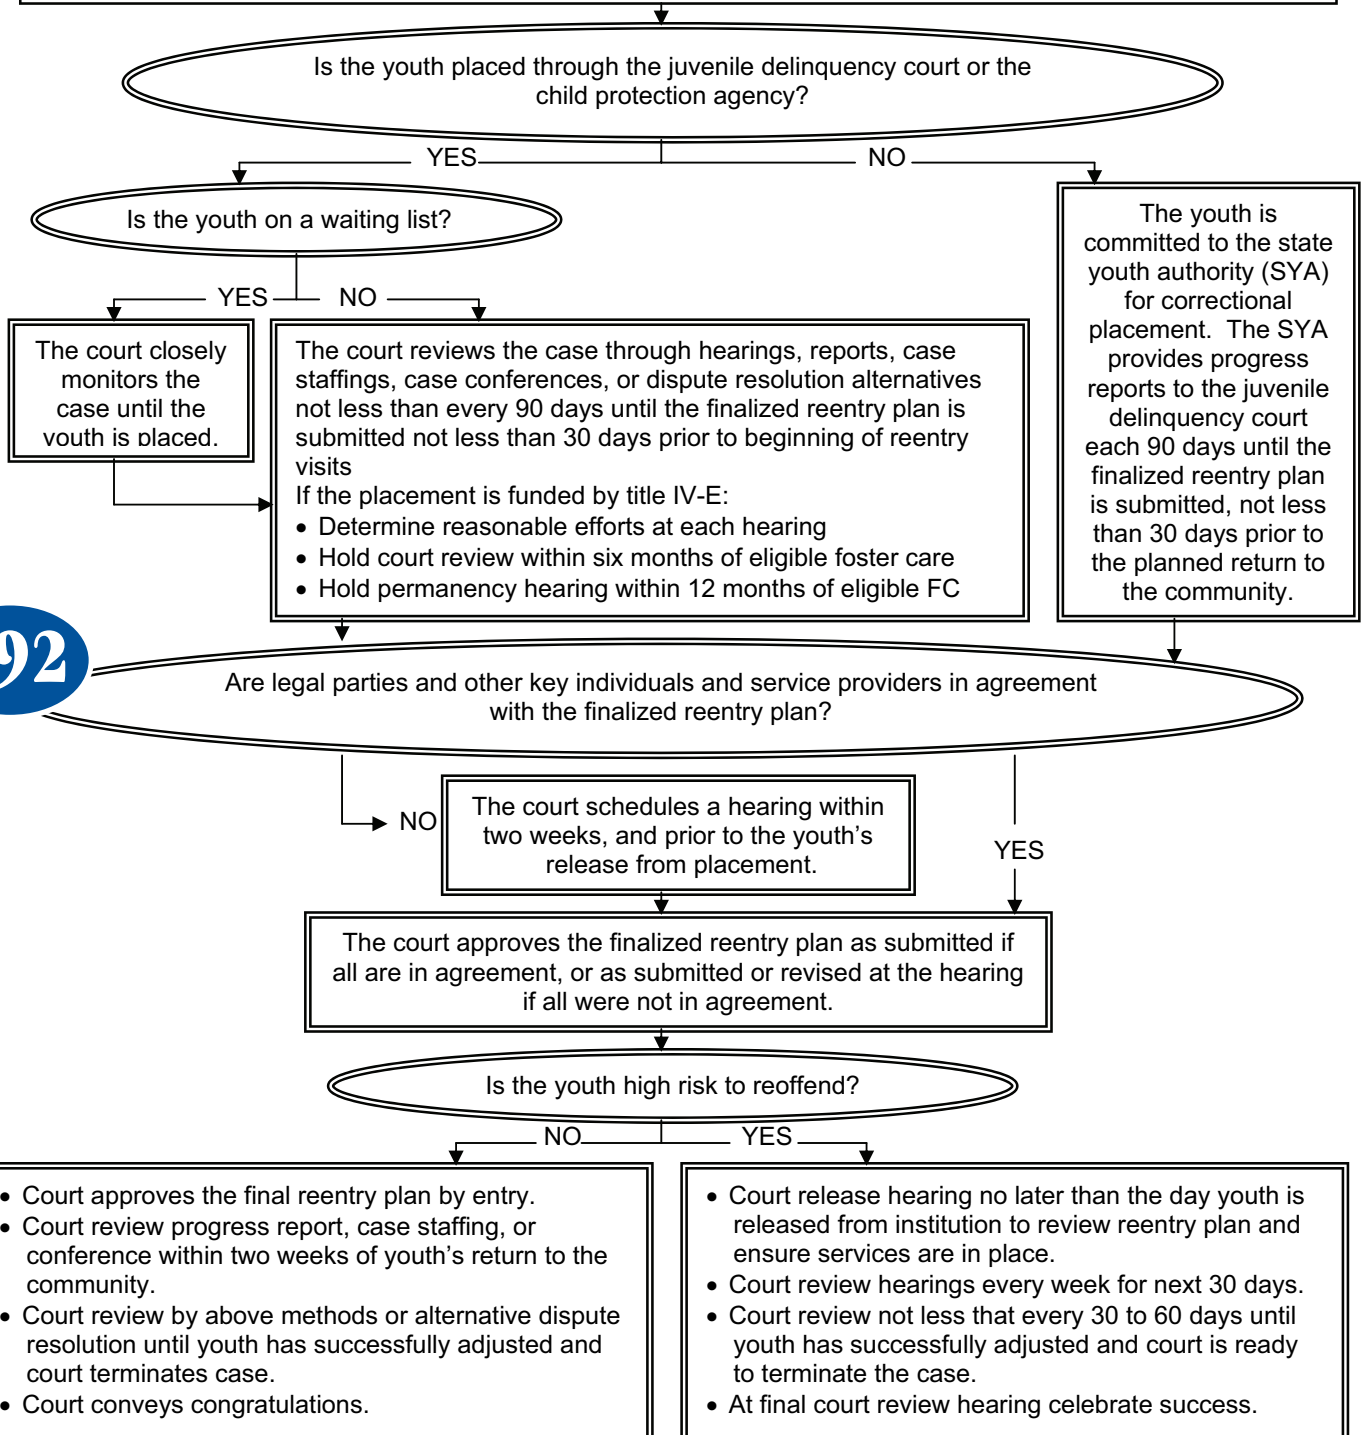 Is the youth placed through the juvenile delinquency court or the
child protection agency?
YES
NO
Is the youth on a waiting list?
YES
NO
The court closely
monitors the
case until the
youth is placed.
The court reviews the case through hearings, reports, case
staffings, case conferences, or dispute resolution alternatives
not less than every 90 days until the finalized reentry plan is
submitted not less than 30 days prior to beginning of reentry
visits
If the placement is funded by title IV-E:
• Determine reasonable efforts at each hearing
• Hold court review within six months of eligible foster care
• Hold permanency hearing within 12 months of eligible FC
The youth is
committed to the state
youth authority (SYA)
for correctional
placement.  The SYA
provides progress
reports to the juvenile
delinquency court
each 90 days until the
finalized reentry plan
is submitted, not less
than 30 days prior to
the planned return to
the community.
92
Are legal parties and other key individuals and service providers in agreement
with the finalized reentry plan?
NO
The court schedules a hearing within
two weeks, and prior to the youth's
release from placement.
YES
The court approves the finalized reentry plan as submitted if
all are in agreement, or as submitted or revised at the hearing
if all were not in agreement.
Is the youth high risk to reoffend?
NO
YES
• Court approves the final reentry plan by entry.
• Court review progress report, case staffing, or
conference within two weeks of youth's return to the
community.
• Court review by above methods or alternative dispute
resolution until youth has successfully adjusted and
court terminates case.
• Court conveys congratulations.
• Court release hearing no later than the day youth is
released from institution to review reentry plan and
ensure services are in place.
• Court review hearings every week for next 30 days.
• Court review not less that every 30 to 60 days until
youth has successfully adjusted and court is ready
to terminate the case.
• At final court review hearing celebrate success.